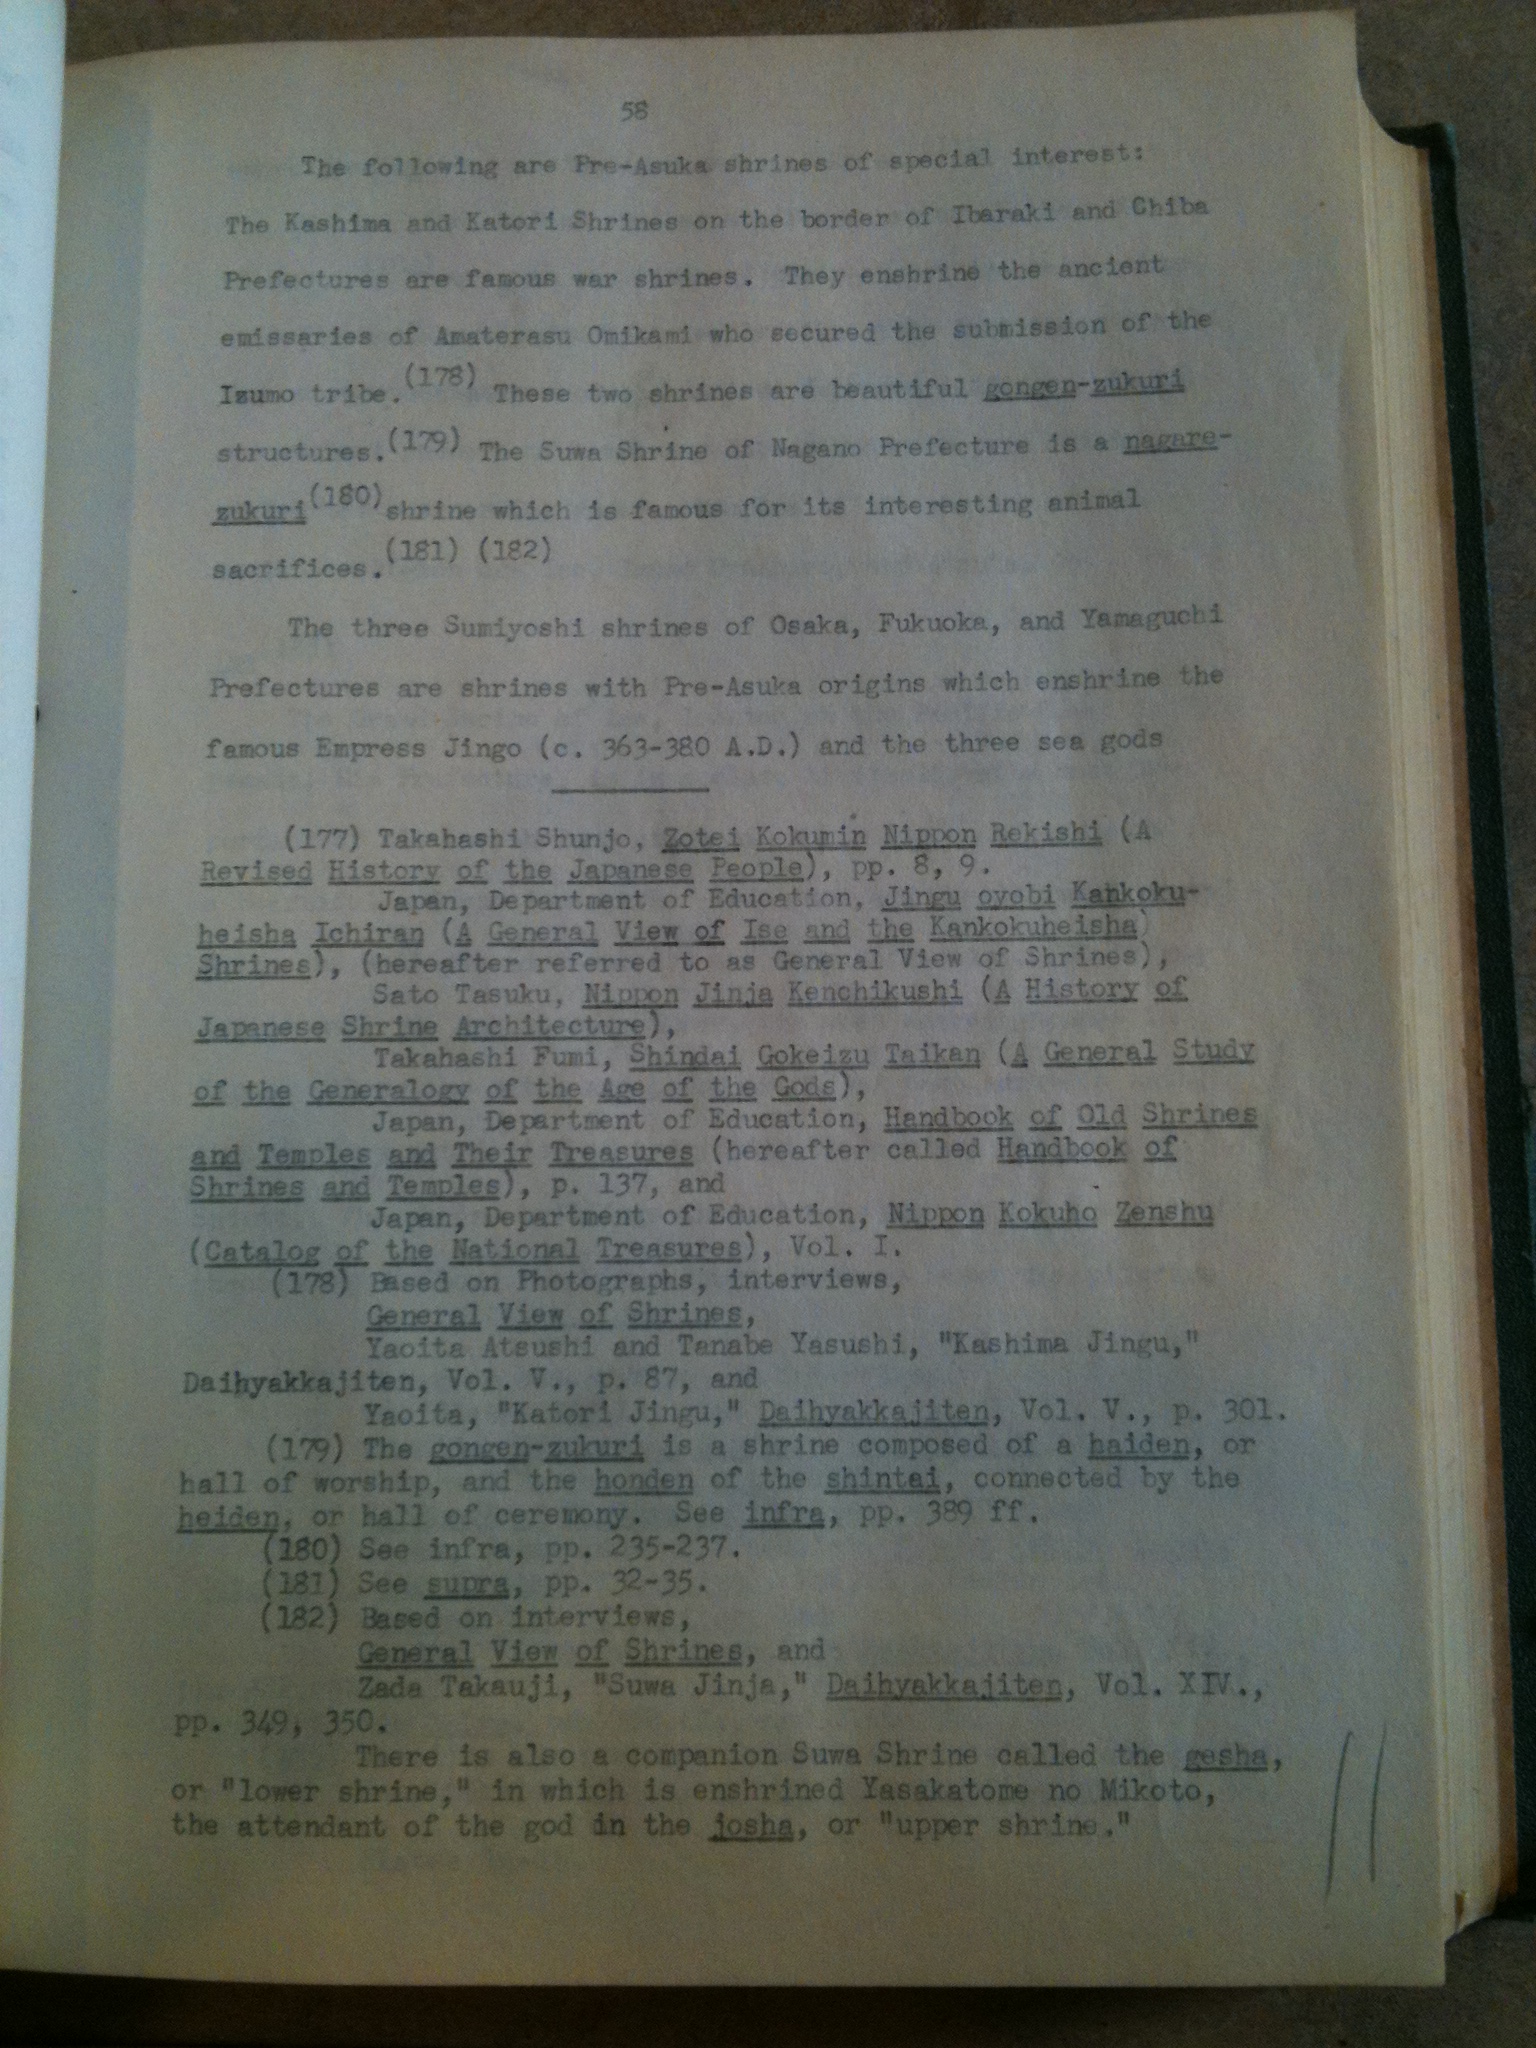 58
The following are Pre-Asuka shrines of special interest:
The Kashima and Katori Shrines on the border of Ibaraki and Chiba
Prefectures are famous war shrines. They enshrine the ancient
emissaries of Amaterasu Omikami who secured the submission of the
Izumo tribe.(178) These two shrines are beautiful gongen-zukuri
structures.(179) The Suwa Shrine of Nagano Prefecture is a nagare-
zukuri(180)shrine which is famous for its interesting animal
sacrifices.(181) (182)
The three Sumiyoshi shrines of Osaka, Fukuoka, and Yamaguchi
Prefectures are shrines with Pre-Asuka origins which enshrine the
famous Empress Jingo (c. 363-380 A.D.) and the three sea gods
(177) Takahashi Shunjo, Zotei Kokumin Nippon Rekishi (A
Revised History of the Japanese People), pp. 8, 9.
Japan, Department of Education, Jingu oyobi Kankoku-
heisha Ichiran (A General View of Ise and the Kankokuheisha)
Shrines), (hereafter referred to as General View of Shrines),
Sato Tasuku, Nippon Jinja Kenchikushi (A History of
Japanese Shrine Architecture),
Takahashi Fumi, Shindai Gokeizu Taikan (A General Study
of the Generalogy of the Age of the Gods),
Japan, Department of Education, Handbook of Old Shrines
and Temples and Their Treasures (hereafter called Handbook of
Shrines and Temples), p. 137, and
Japan, Department of Education, Nippon Kokuho Zenshu
(Catalog of the National Treasures), Vol. I.
(178) Based on Photographs, interviews,
General View of Shrines,
Yaoita Atsushi and Tanabe Yasushi, "Kashima Jingu,"
Daihyakkajiten, Vol. V., p. 87, and
Yaoita, "Katori Jingu," Daihyakkajiten, Vol. V., p. 301.
(179) The gongen-zukuri is a shrine composed of a haiden, or
hall of worship, and the honden of the shintai, connected by the
heiden, or hall of ceremony. See infra, pp. 389 ff.
(180) See infra, pp. 235-237.
(181) See supra, pp. 32-35.
(182) Based on interviews,
General View of Shrines, and
Zada Takauji, "Suwa Jinja," Daihyakkajiten, Vol. XIV.,
pp. 349, 350.
There is also a companion Suwa Shrine called the gesha,
or "lower shrine," in which is enshrined Yasakatome no Mikoto,
the attendant of the god in the josha, or "upper shrine."